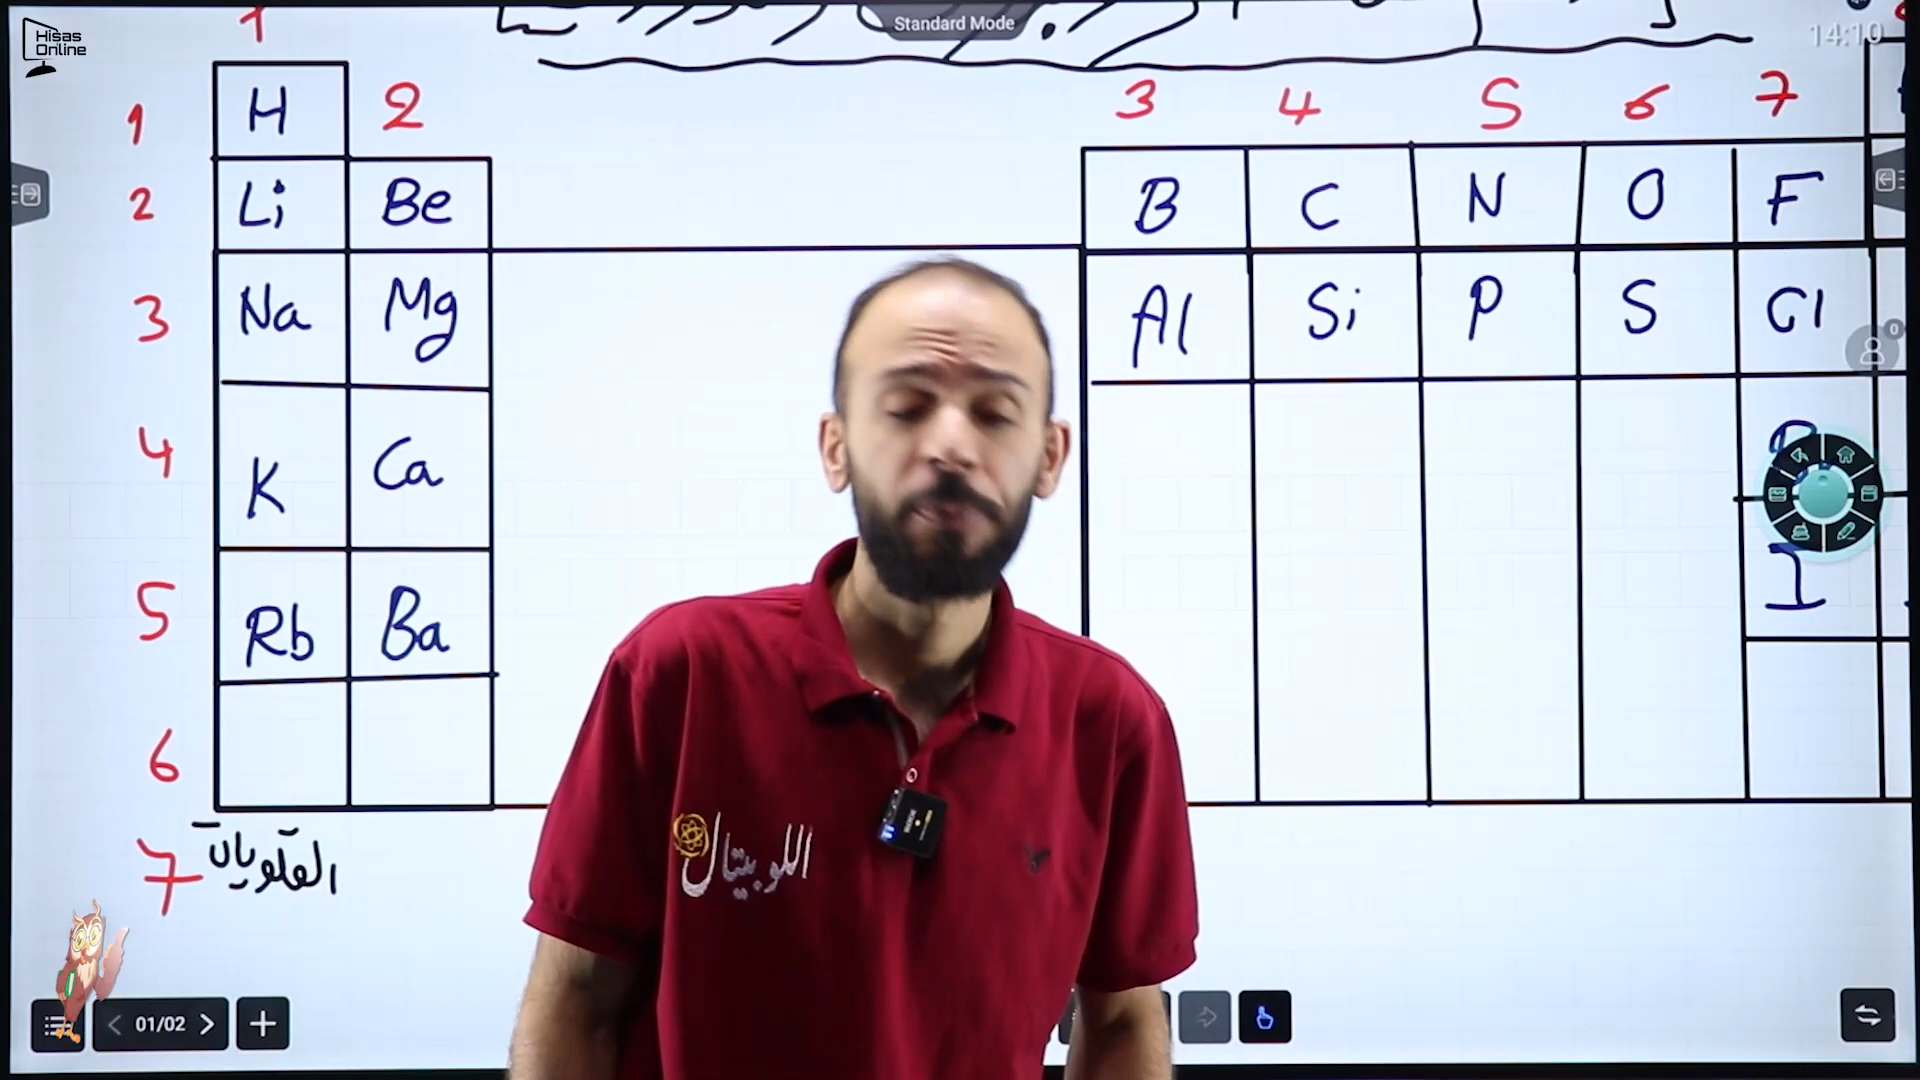 Hisas
Online
Standard Mode
14:10
1
1 H 2 3 4 5 6 7
2 Li Be B C N O F
3 Na Mg Al Si P S Cl
4 K Ca
5 Rb Ba I
6
7 القلويات
اللوبيتال
0
01/02